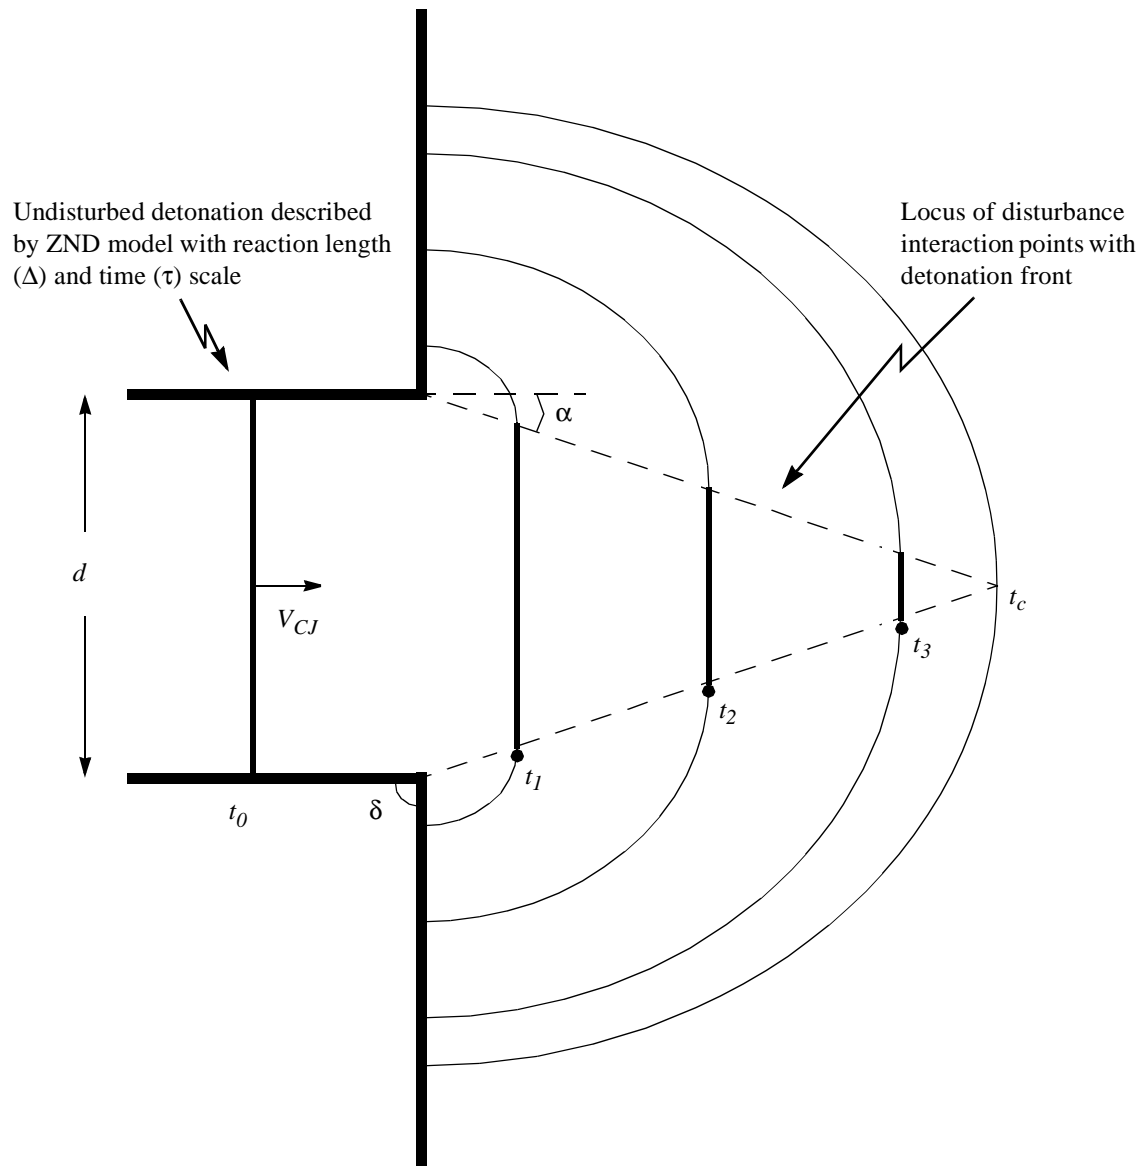 Undisturbed detonation described
by ZND model with reaction length
(Δ) and time (τ) scale
Locus of disturbance
interaction points with
detonation front
α
d
V_CJ
t_c
t_3
t_2
t_1
δ
t_0